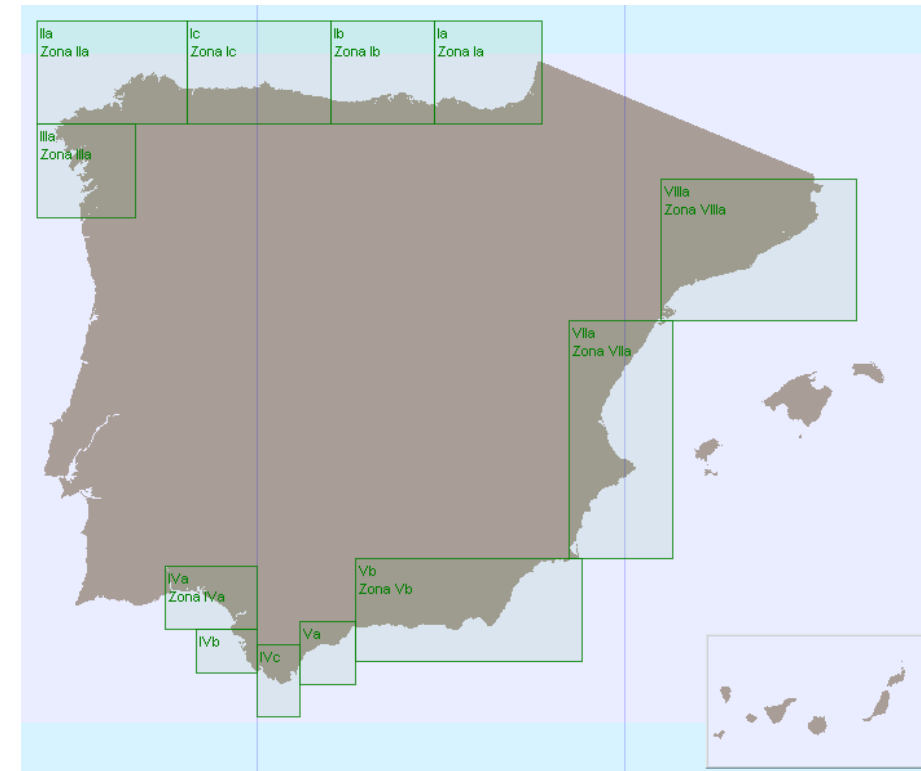 IIa
Zona IIa
Ic
Zona Ic
Ib
Zona Ib
Ia
Zona Ia
IIIa
Zona IIIa
VIIIa
Zona VIIIa
VIIa
Zona VIIa
IVa
Zona IVa
Vb
Zona Vb
IVb
Va
IVc